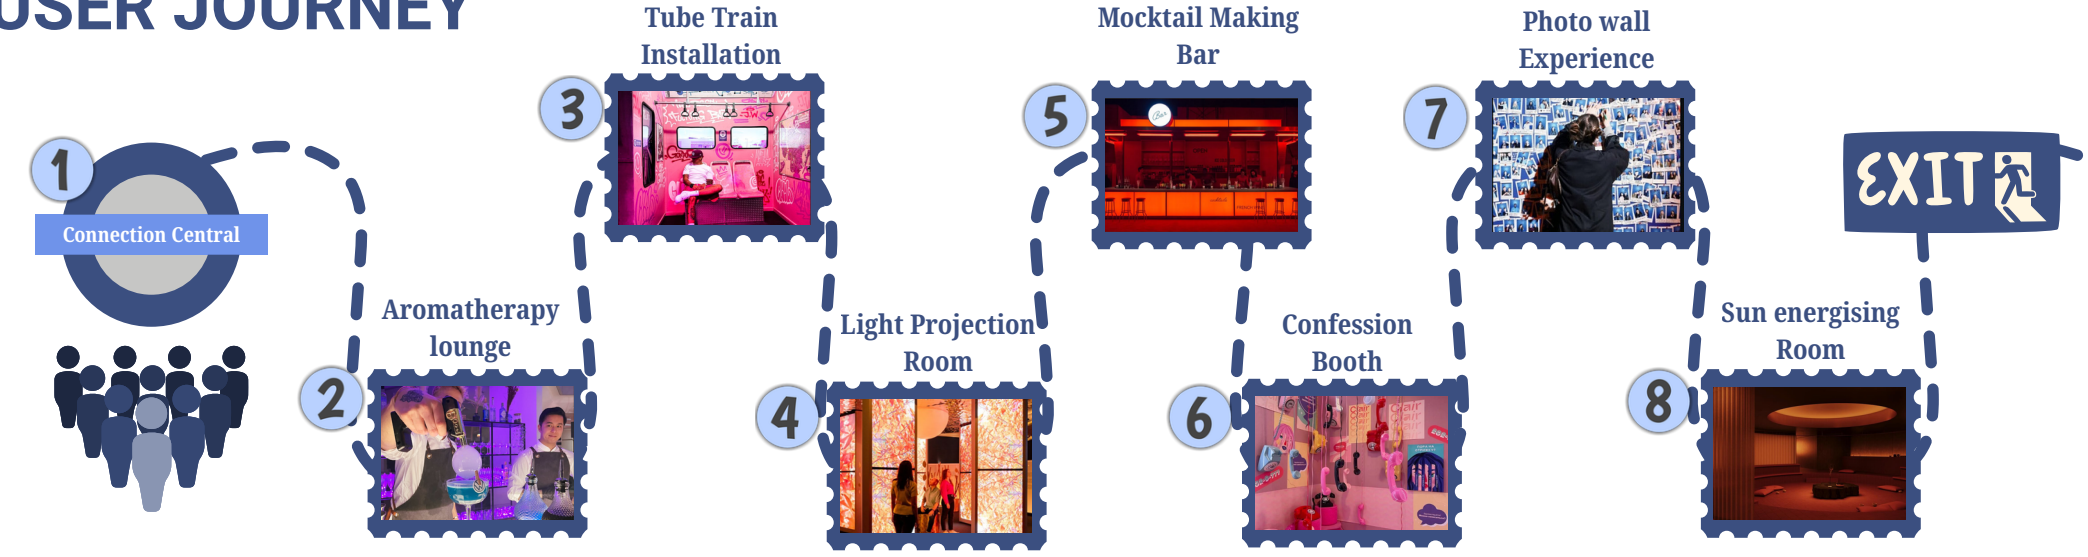 USER JOURNEY
1
Connection Central
2
Aromatherapy
lounge
3
Tube Train
Installation
4
Light Projection
Room
5
Mocktail Making
Bar
Bar
6
Confession
Booth
7
Photo wall
Experience
8
Sun energising
Room
EXIT